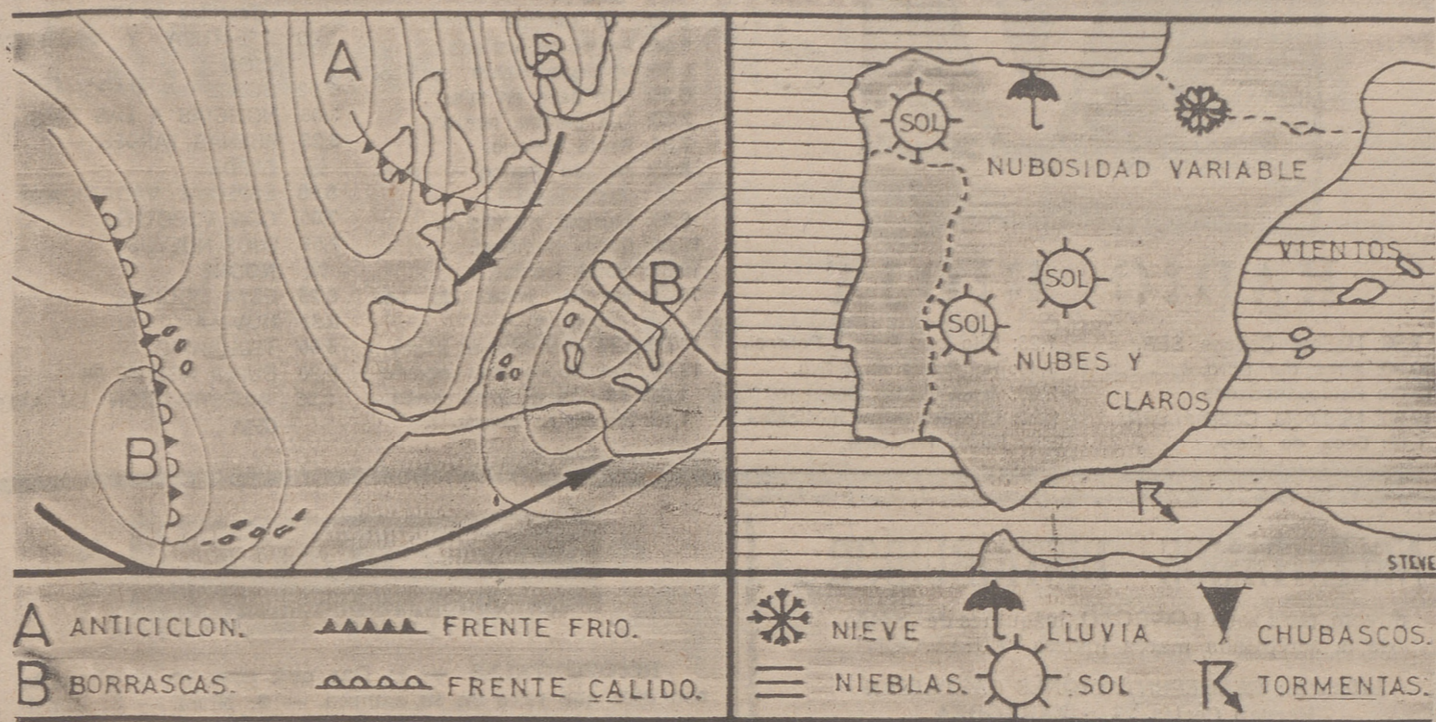 A
B
B
B
SOL
NUBOSIDAD VARIABLE
VIENTOS
SOL
SOL
NUBES Y
CLAROS
STEVE
A ANTICICLON.
FRENTE FRIO.
B BORRASCAS.
FRENTE CALIDO.
NIEVE
LLUVIA
CHUBASCOS.
NIEBLAS.
SOL
TORMENTAS.